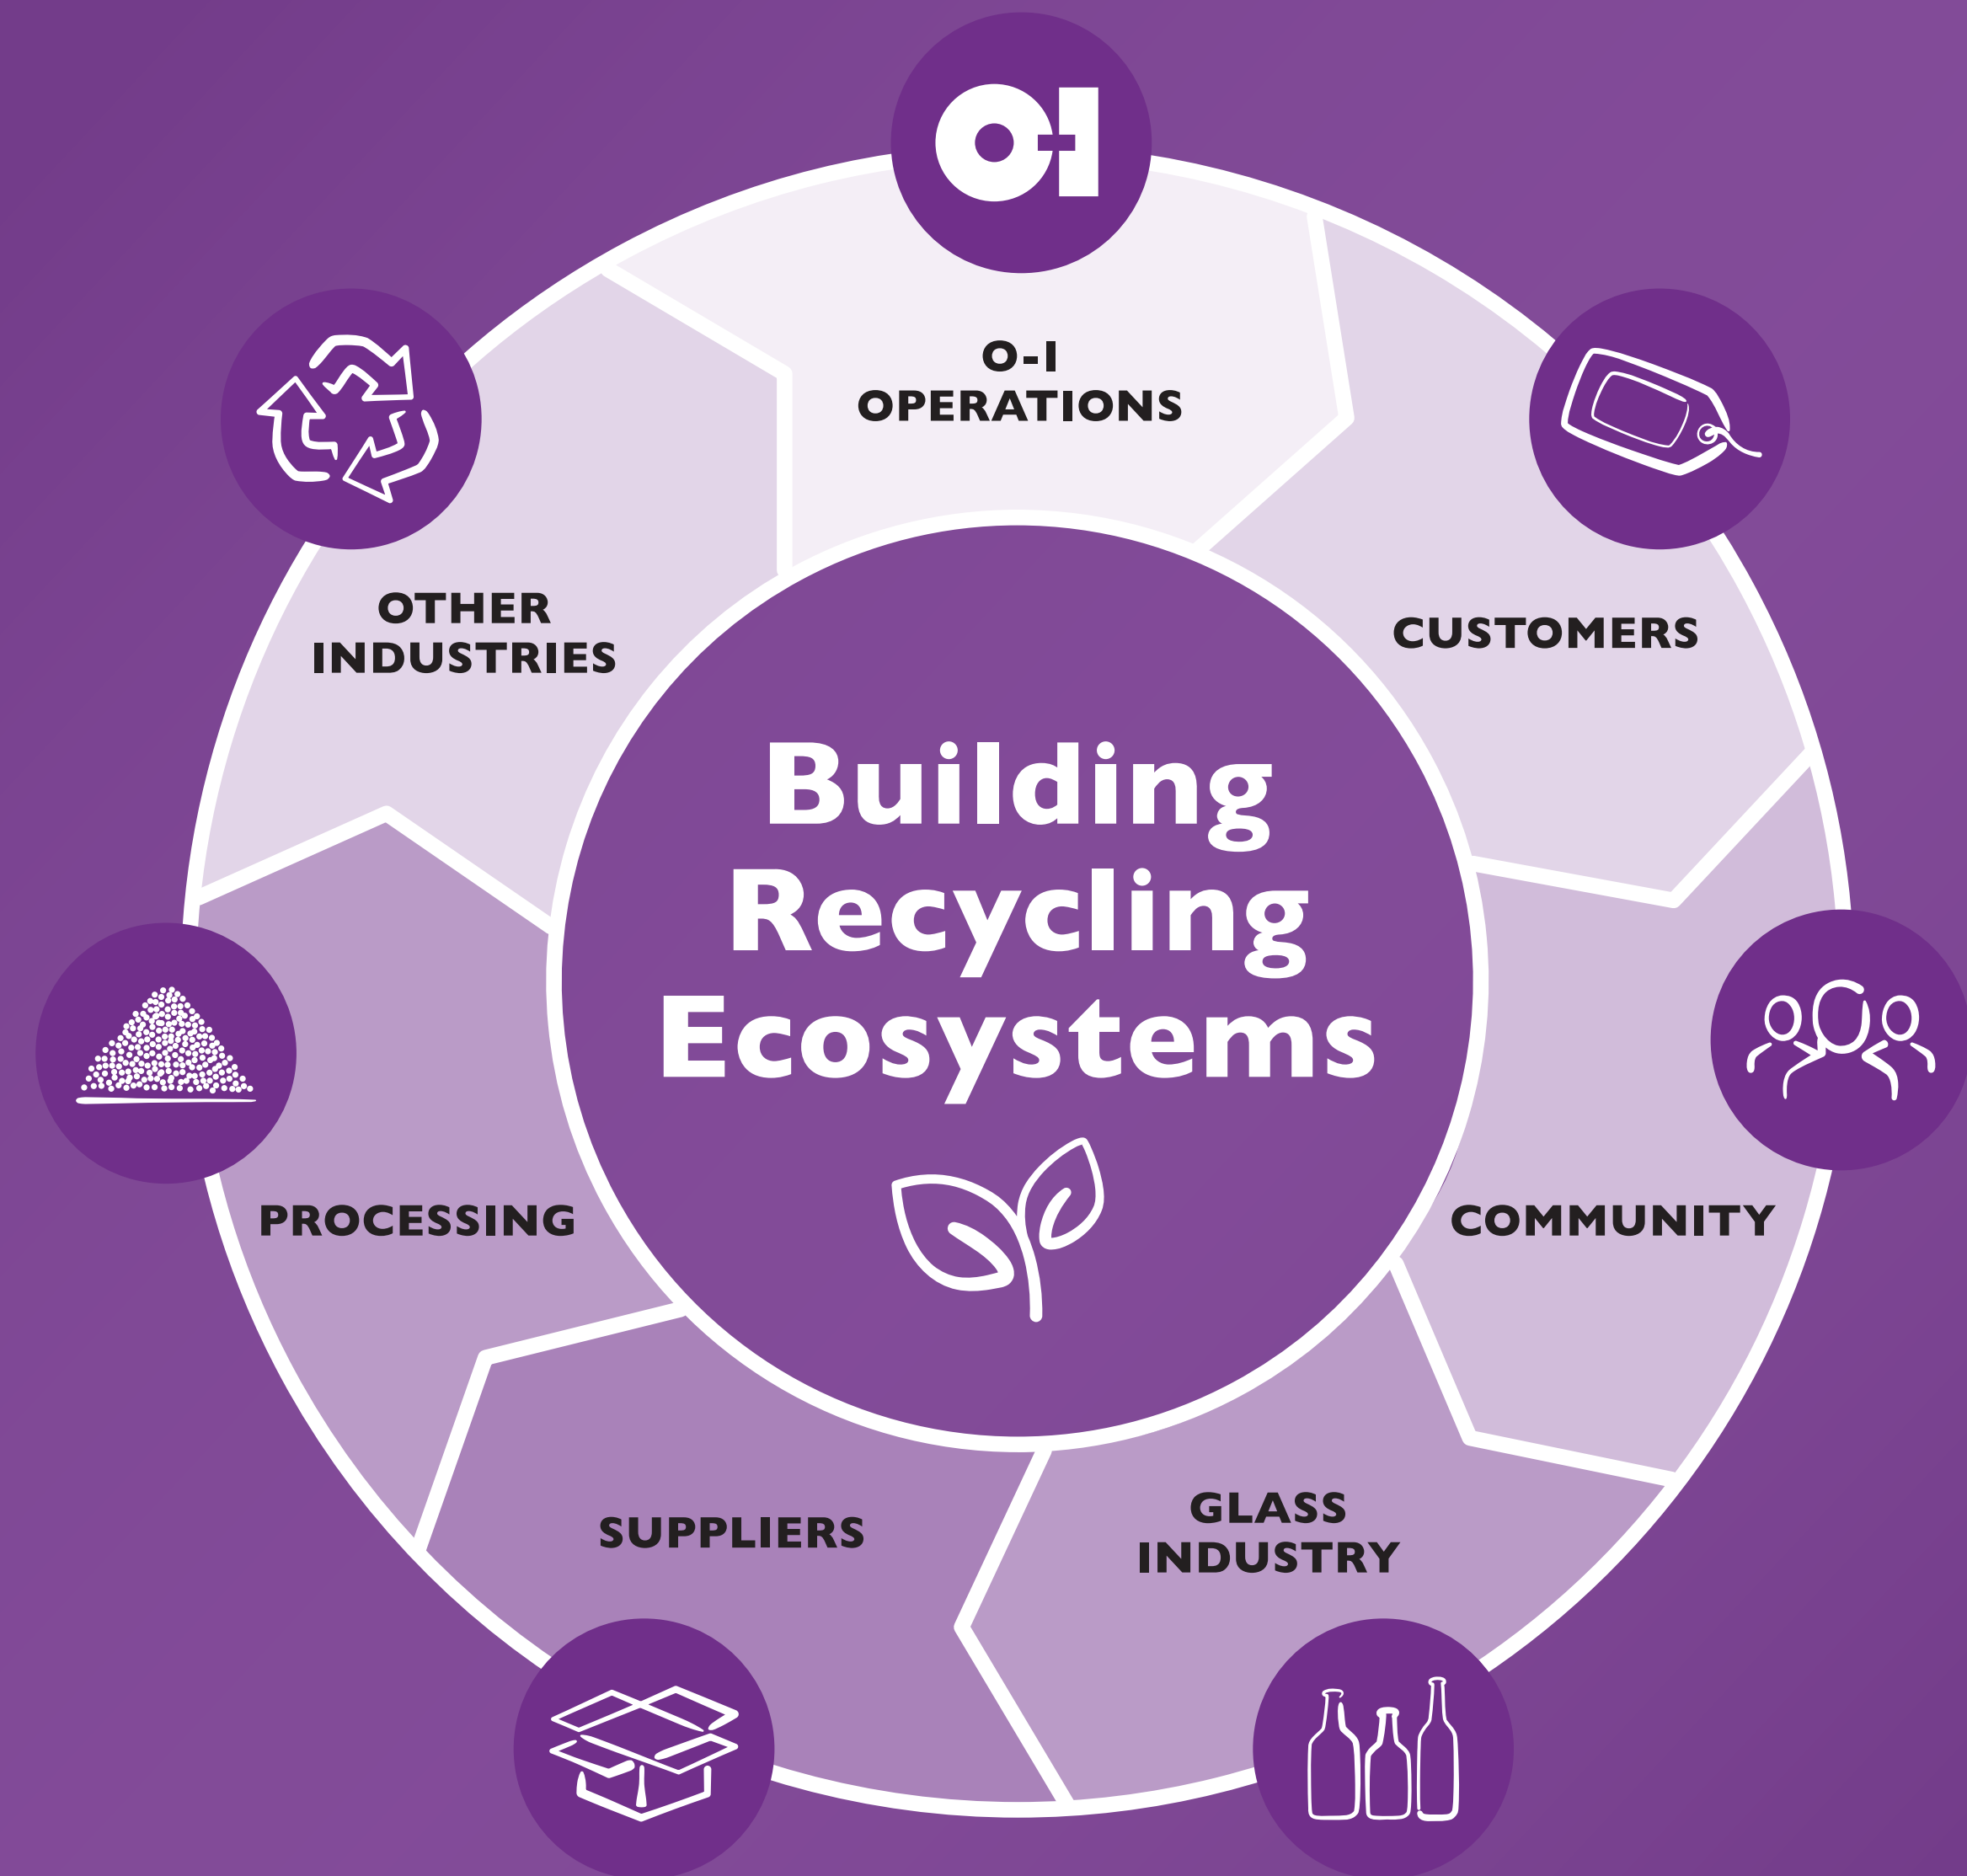 O-I
O-I
OPERATIONS
CUSTOMERS
COMMUNITY
GLASS
INDUSTRY
SUPPLIERS
PROCESSING
OTHER
INDUSTRIES
Building
Recycling
Ecosystems